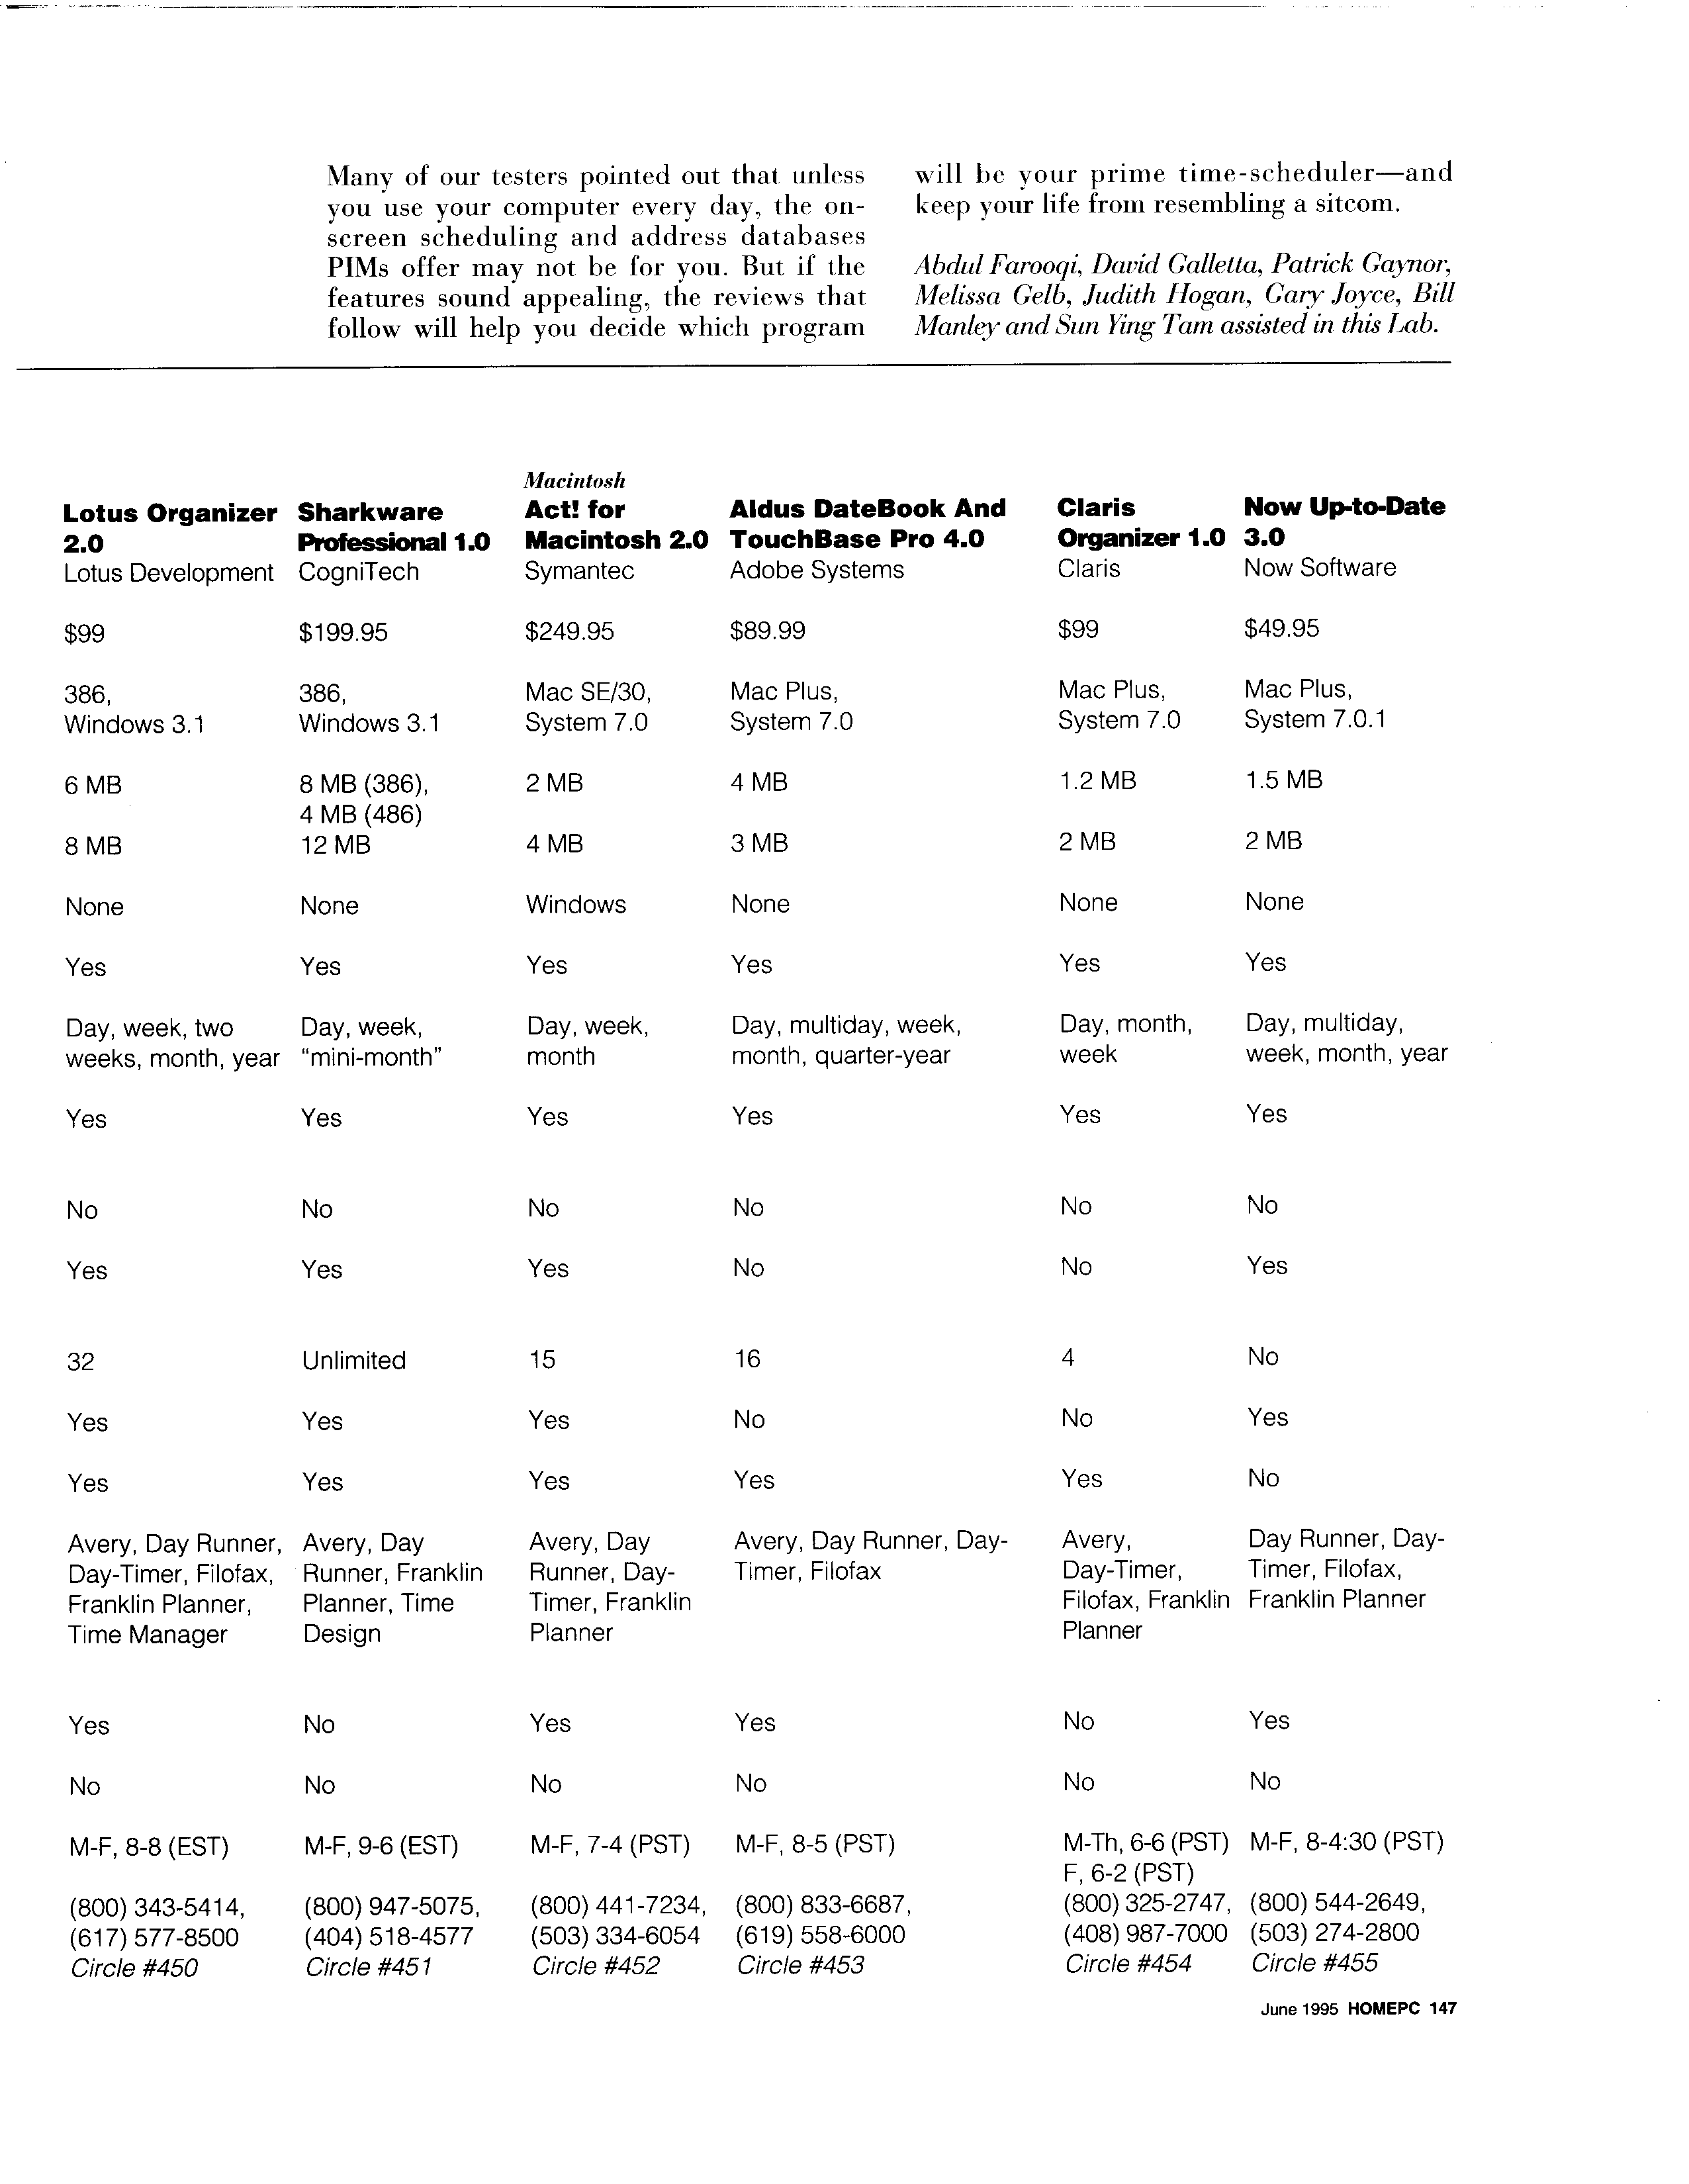 Many of our testers pointed out that unless
you use your computer every day, the on-
screen scheduling and address databases
PIMs offer may not be for you. But if the
features sound appealing, the reviews that
follow will help you decide which program
will be your prime time-scheduler—and
keep your life from resembling a sitcom.
Abdul Farooqi, David Galletta, Patrick Gaynor,
Melissa Gelb, Judith Hogan, Gary Joyce, Bill
Manley and Sun Ying Tam assisted in this Lab.
Macintosh
Lotus Organizer Sharkware Act! for Aldus DateBook And Claris Now Up-to-Date
2.0 Professional 1.0 Macintosh 2.0 TouchBase Pro 4.0 Organizer 1.0 3.0
Lotus Development CogniTech Symantec Adobe Systems Claris Now Software
$99 $199.95 $249.95 $89.99 $99 $49.95
386, 386, Mac SE/30, Mac Plus, Mac Plus, Mac Plus,
Windows 3.1 Windows 3.1 System 7.0 System 7.0 System 7.0 System 7.0.1
6 MB 8 MB (386), 2 MB 4 MB 1.2 MB 1.5 MB
4 MB (486)
8 MB 12 MB 4 MB 3 MB 2 MB 2 MB
None None Windows None None None
Yes Yes Yes Yes Yes Yes
Day, week, two Day, week, Day, week, Day, multiday, week, Day, month, Day, multiday,
weeks, month, year “mini-month” month month, quarter-year week week, month, year
Yes Yes Yes Yes Yes Yes
No No No No No No
Yes Yes Yes No No Yes
32 Unlimited 15 16 4 No
Yes Yes Yes No No Yes
Yes Yes Yes Yes Yes No
Avery, Day Runner, Avery, Day Avery, Day Avery, Day Runner, Day- Avery, Day Runner, Day-
Day-Timer, Filofax, Runner, Franklin Runner, Day- Timer, Filofax Day-Timer, Timer, Filofax,
Franklin Planner, Planner, Time Timer, Franklin Filofax, Franklin Franklin Planner
Time Manager Design Planner Planner
Yes No Yes Yes No Yes
No No No No No No
M-F, 8-8 (EST) M-F, 9-6 (EST) M-F, 7-4 (PST) M-F, 8-5 (PST) M-Th, 6-6 (PST) M-F, 8-4:30 (PST)
F, 6-2 (PST)
(800) 343-5414, (800) 947-5075, (800) 441-7234, (800) 833-6687, (800) 325-2747, (800) 544-2649,
(617) 577-8500 (404) 518-4577 (503) 334-6054 (619) 558-6000 (408) 987-7000 (503) 274-2800
Circle #450 Circle #451 Circle #452 Circle #453 Circle #454 Circle #455
June 1995 HOMEPC 147